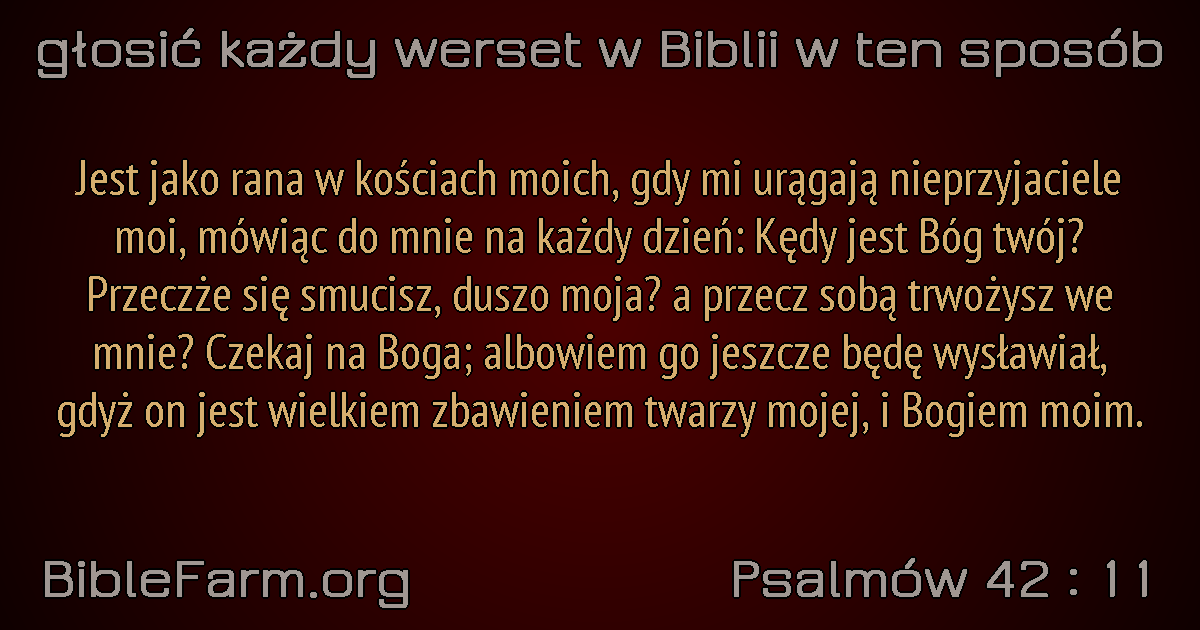 głosić każdy werset w Biblii w ten sposób
Jest jako rana w kościach moich, gdy mi urągają nieprzyjaciele
moi, mówiąc do mnie na każdy dzień: Kędy jest Bóg twój?
Przeczże się smucisz, duszo moja? a przecz sobą trwożysz we
mnie? Czekaj na Boga; albowiem go jeszcze będę wysławiał,
gdyż on jest wielkiem zbawieniem twarzy mojej, i Bogiem moim.
BibleFarm.org
Psalmów 42 : 11